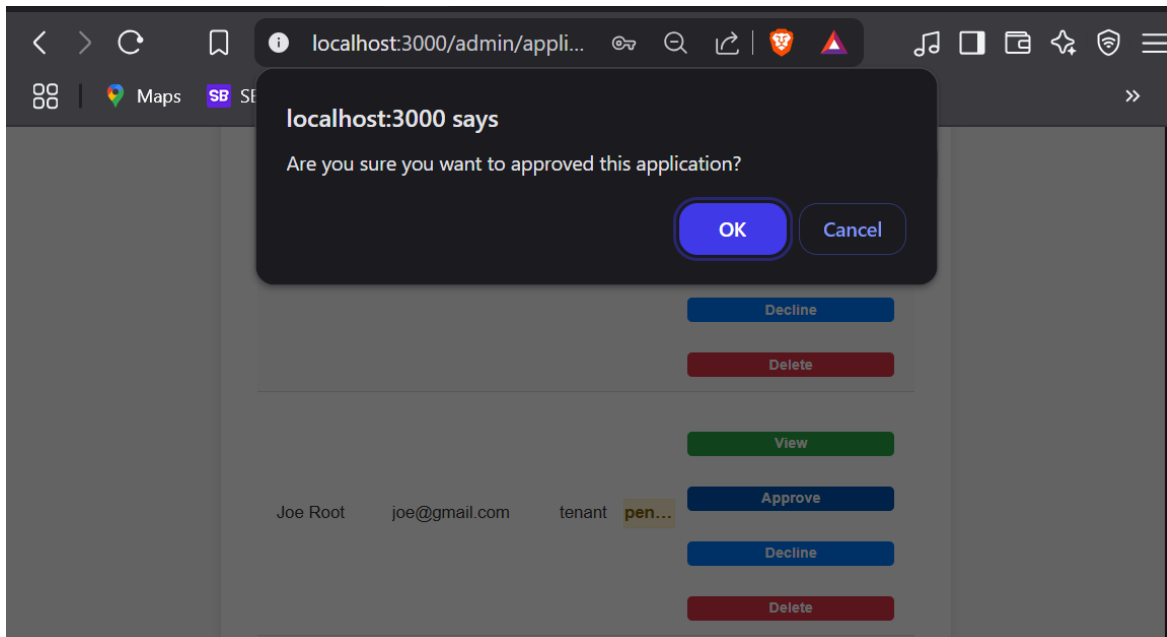 localhost:3000/admin/appli...
Maps
SB
localhost:3000 says
Are you sure you want to approved this application?
OK Cancel
Decline
Delete
View
Approve
Joe Root joe@gmail.com tenant pen...
Decline
Delete